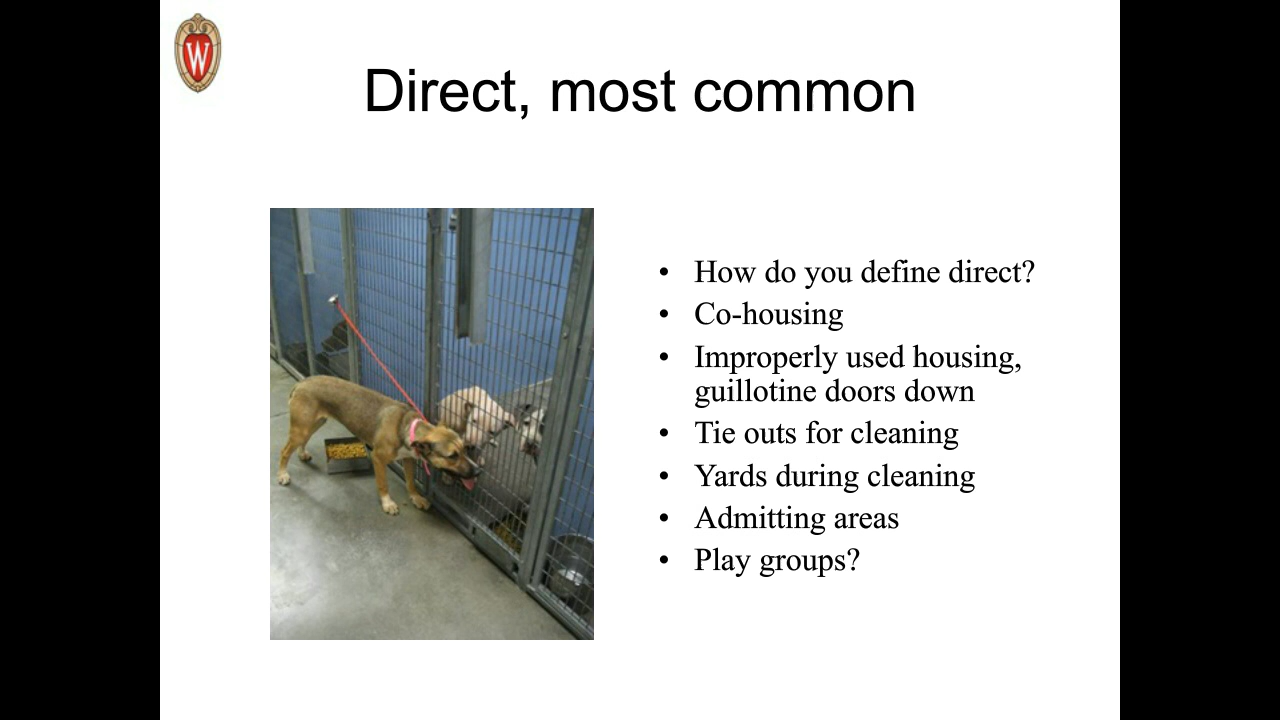 W
Direct, most common
• How do you define direct?
• Co-housing
• Improperly used housing,
guillotine doors down
• Tie outs for cleaning
• Yards during cleaning
• Admitting areas
• Play groups?